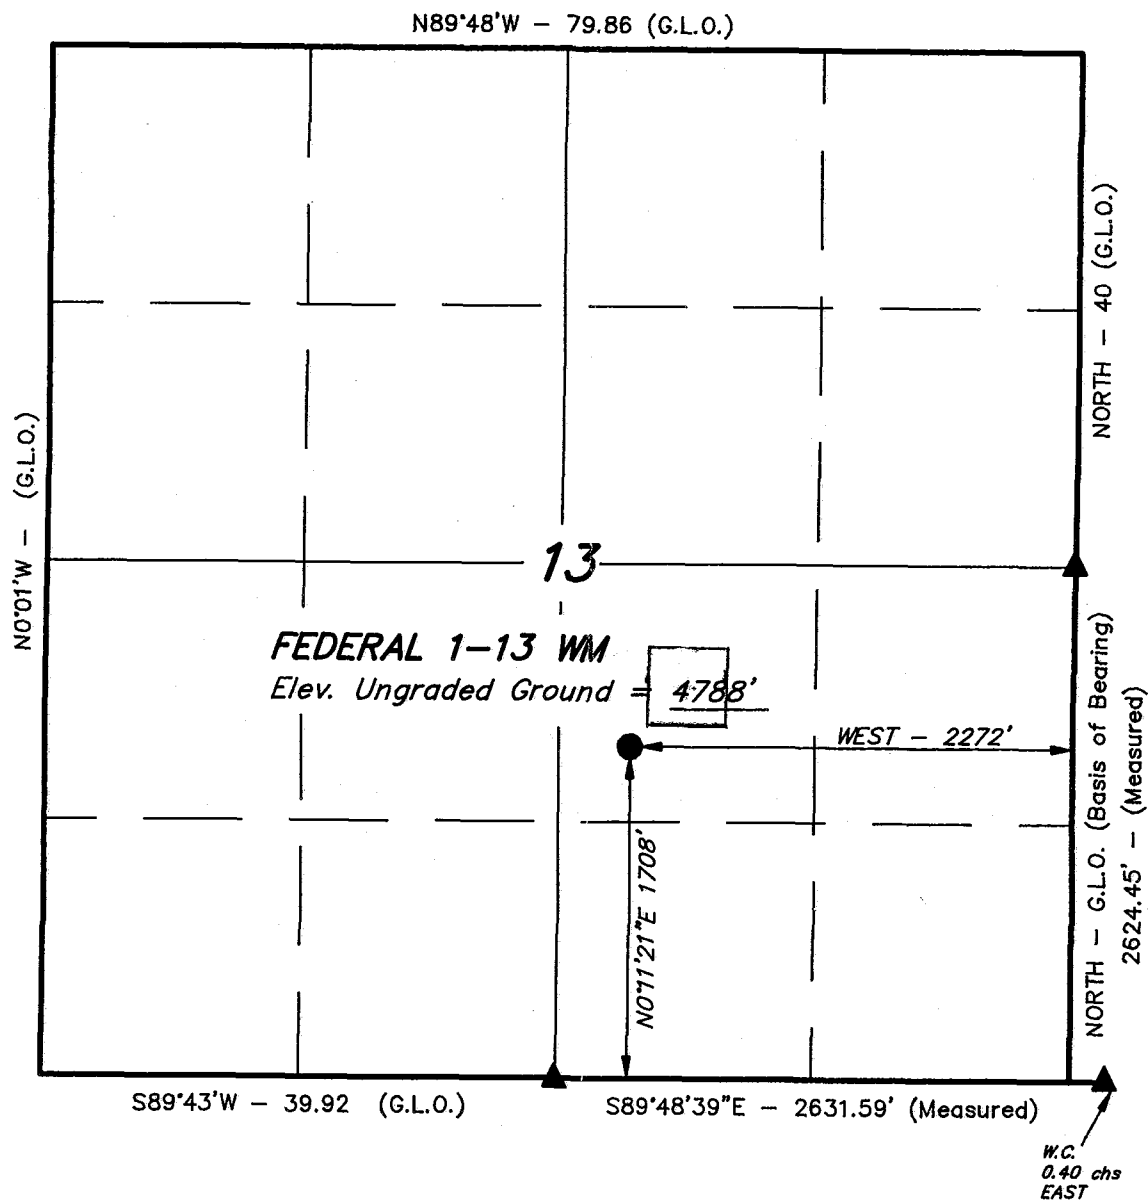 N89°48'W – 79.86 (G.L.O.)
NORTH – 40 (G.L.O.)
N0°01'W – (G.L.O.)
13
FEDERAL 1–13 WM
Elev. Ungraded Ground = 4788'
WEST – 2272'
N0°11'21"E 1708'
NORTH – G.L.O. (Basis of Bearing)
2624.45' – (Measured)
S89°43'W – 39.92 (G.L.O.)
S89°48'39"E – 2631.59' (Measured)
W.C.
0.40 chs
EAST